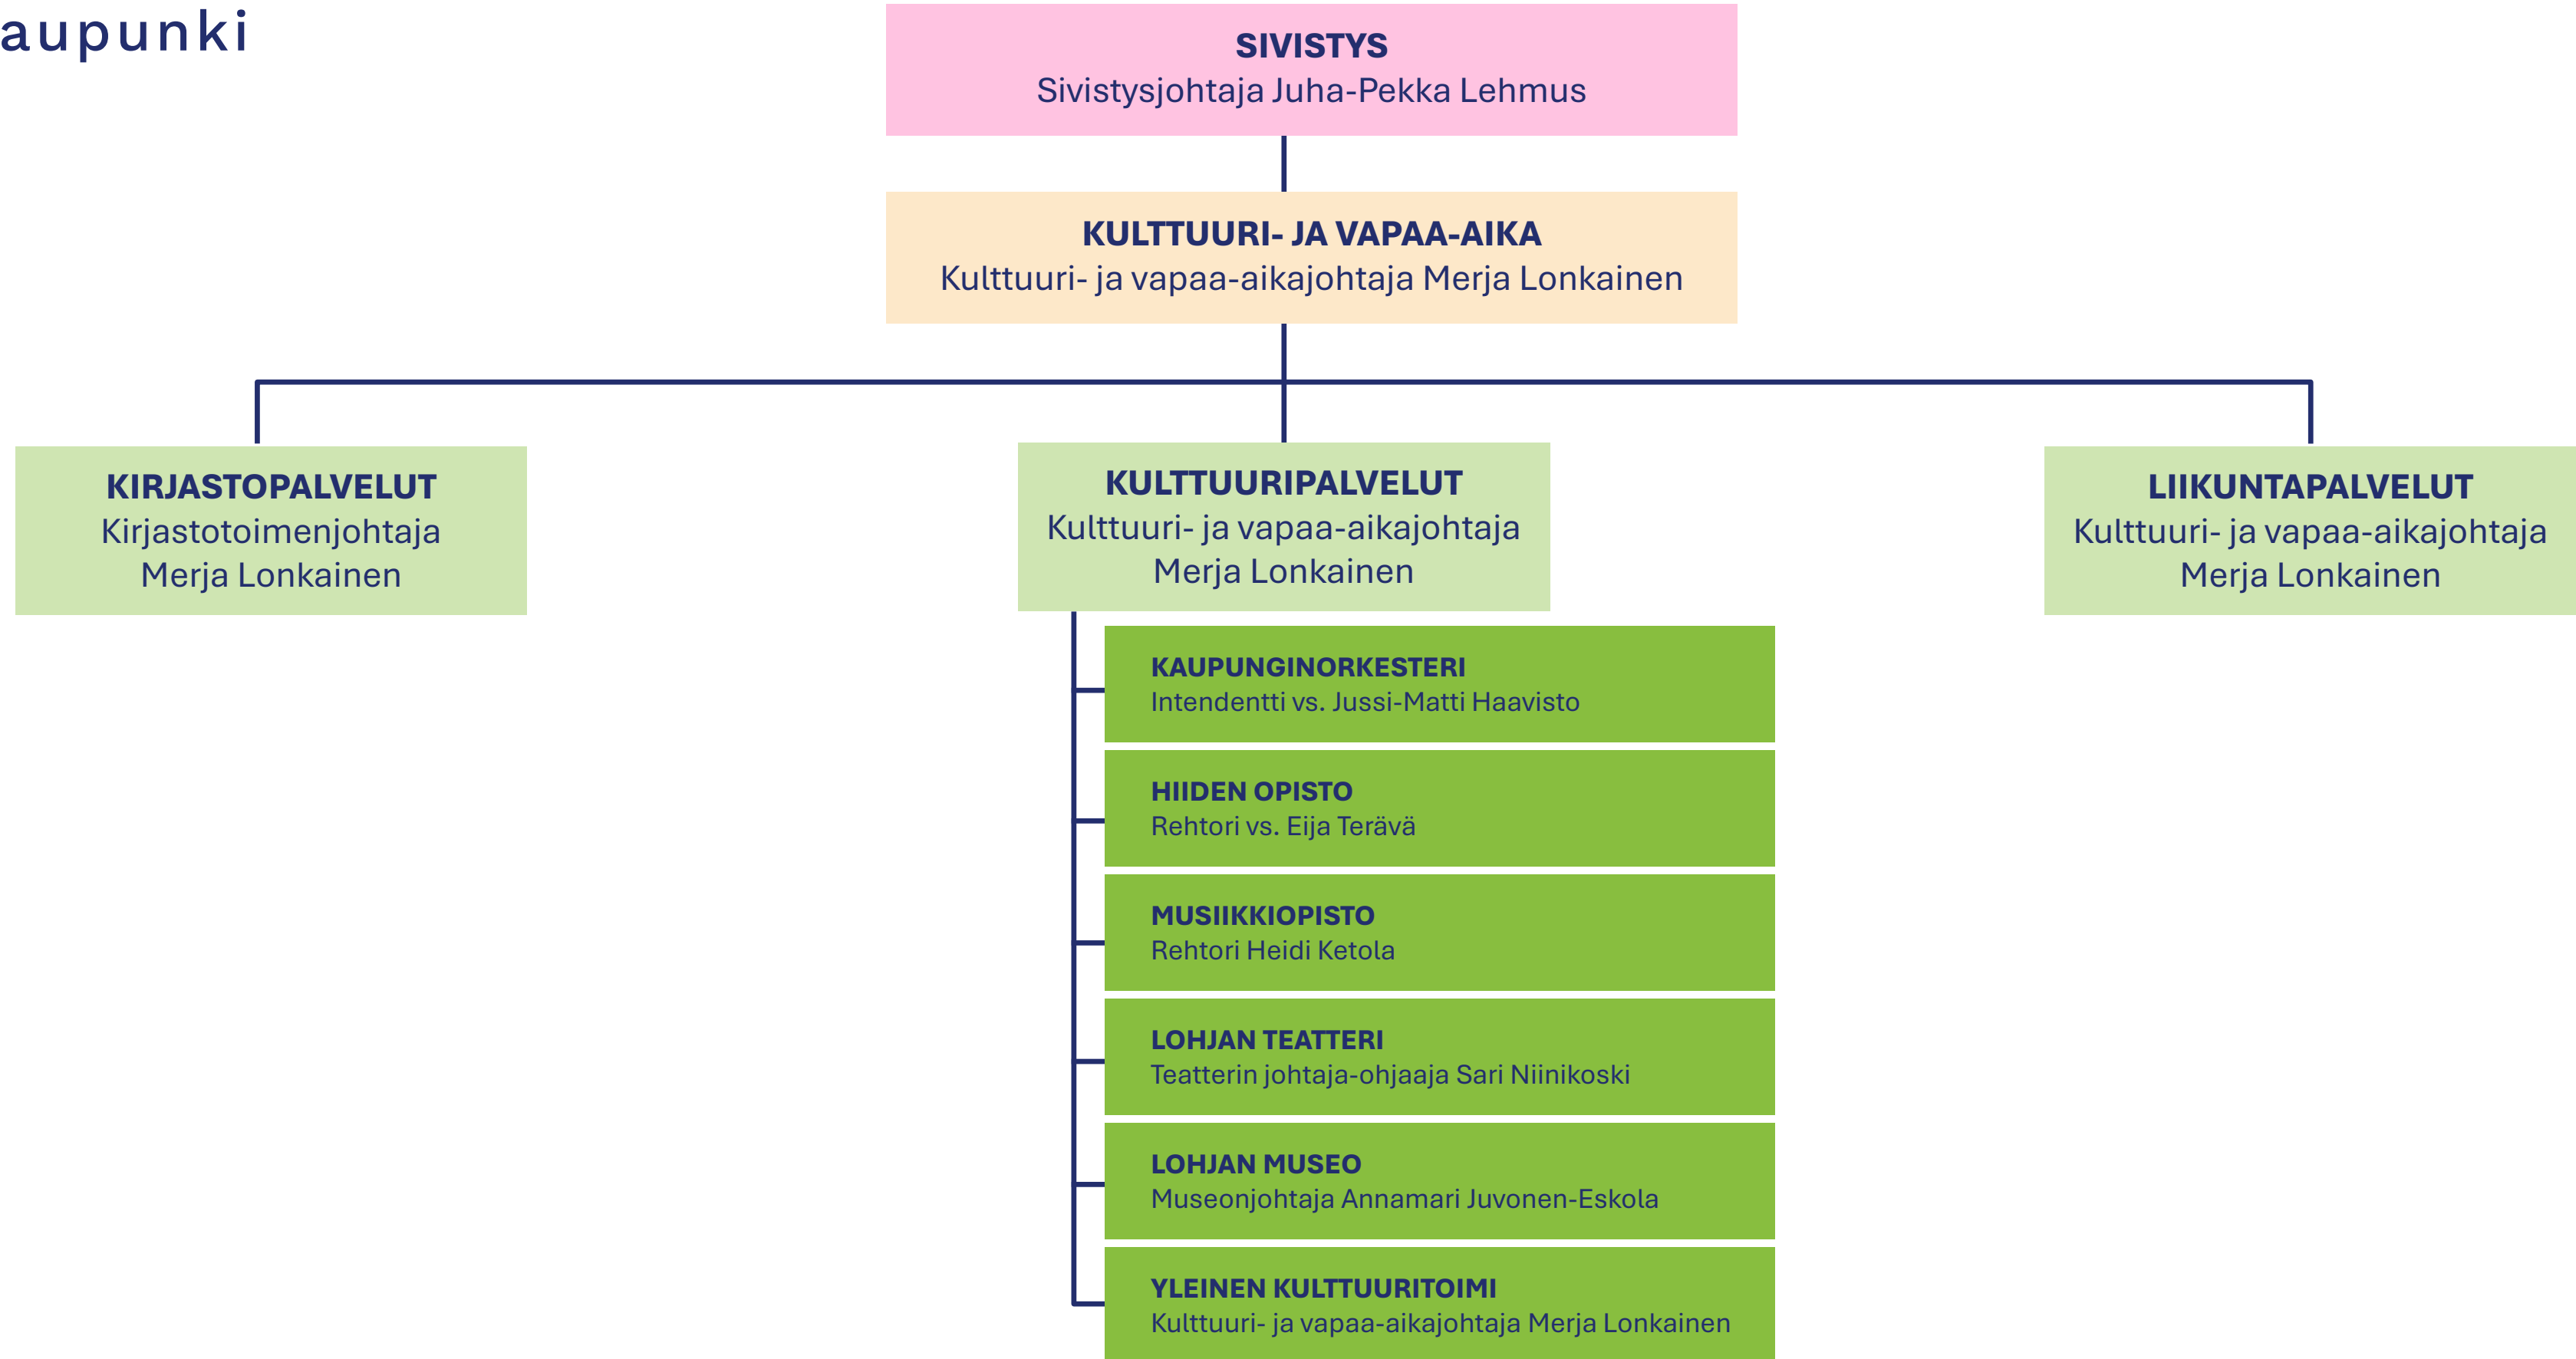 aupunki
SIVISTYS
Sivistysjohtaja Juha-Pekka Lehmus
KULTTUURI- JA VAPAA-AIKA
Kulttuuri- ja vapaa-aikajohtaja Merja Lonkainen
KIRJASTOPALVELUT
Kirjastotoimenjohtaja
Merja Lonkainen
KULTTUURIPALVELUT
Kulttuuri- ja vapaa-aikajohtaja
Merja Lonkainen
LIIKUNTAPALVELUT
Kulttuuri- ja vapaa-aikajohtaja
Merja Lonkainen
KAUPUNGINORKESTERI
Intendentti vs. Jussi-Matti Haavisto
HIIDEN OPISTO
Rehtori vs. Eija Terävä
MUSIIKKIOPISTO
Rehtori Heidi Ketola
LOHJAN TEATTERI
Teatterin johtaja-ohjaaja Sari Niinikoski
LOHJAN MUSEO
Museonjohtaja Annamari Juvonen-Eskola
YLEINEN KULTTUURITOIMI
Kulttuuri- ja vapaa-aikajohtaja Merja Lonkainen